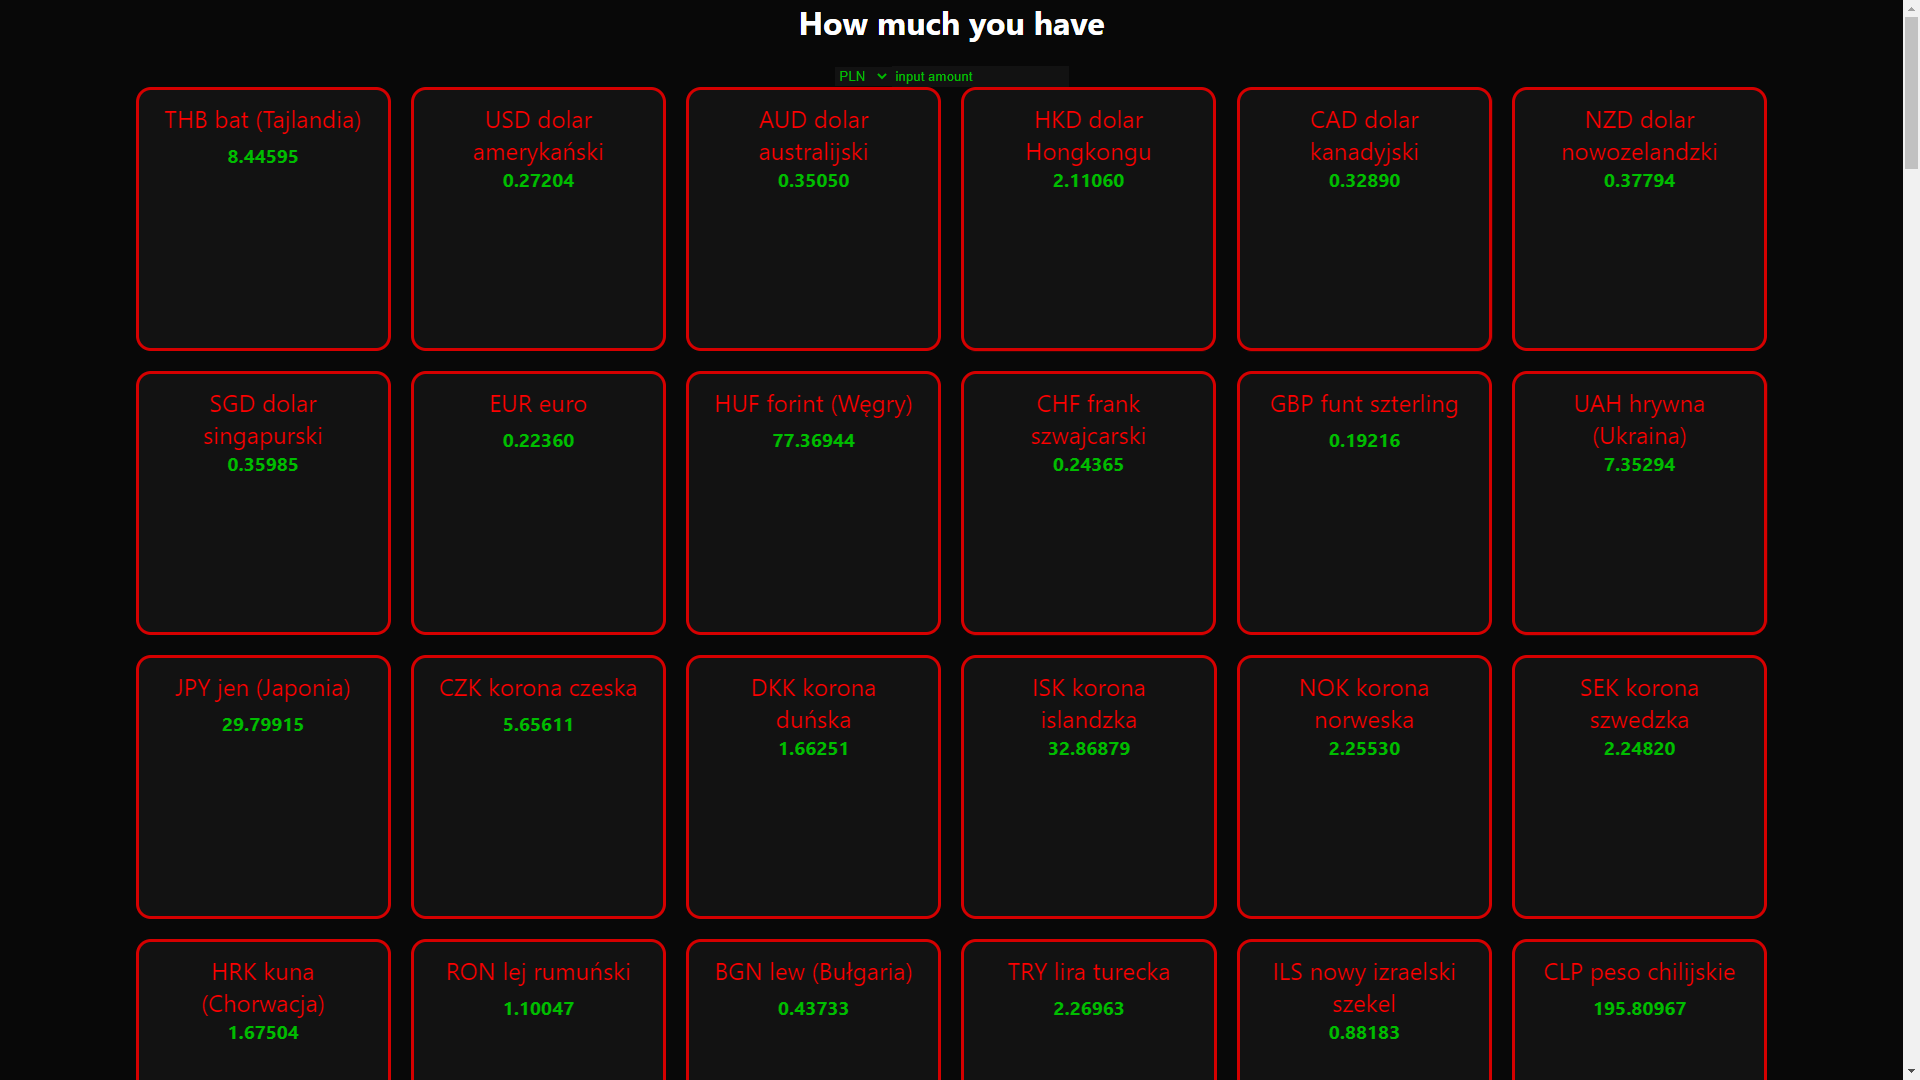 How much you have
PLN input amount
THB bat (Tajlandia)
8.44595
USD dolar
amerykański
0.27204
AUD dolar
australijski
0.35050
HKD dolar
Hongkongu
2.11060
CAD dolar
kanadyjski
0.32890
NZD dolar
nowozelandzki
0.37794
SGD dolar
singapurski
0.35985
EUR euro
0.22360
HUF forint (Węgry)
77.36944
CHF frank
szwajcarski
0.24365
GBP funt szterling
0.19216
UAH hrywna
(Ukraina)
7.35294
JPY jen (Japonia)
29.79915
CZK korona czeska
5.65611
DKK korona
duńska
1.66251
ISK korona
islandzka
32.86879
NOK korona
norweska
2.25530
SEK korona
szwedzka
2.24820
HRK kuna
(Chorwacja)
1.67504
RON lej rumuński
1.10047
BGN lew (Bułgaria)
0.43733
TRY lira turecka
2.26963
ILS nowy izraelski
szekel
0.88183
CLP peso chilijskie
195.80967